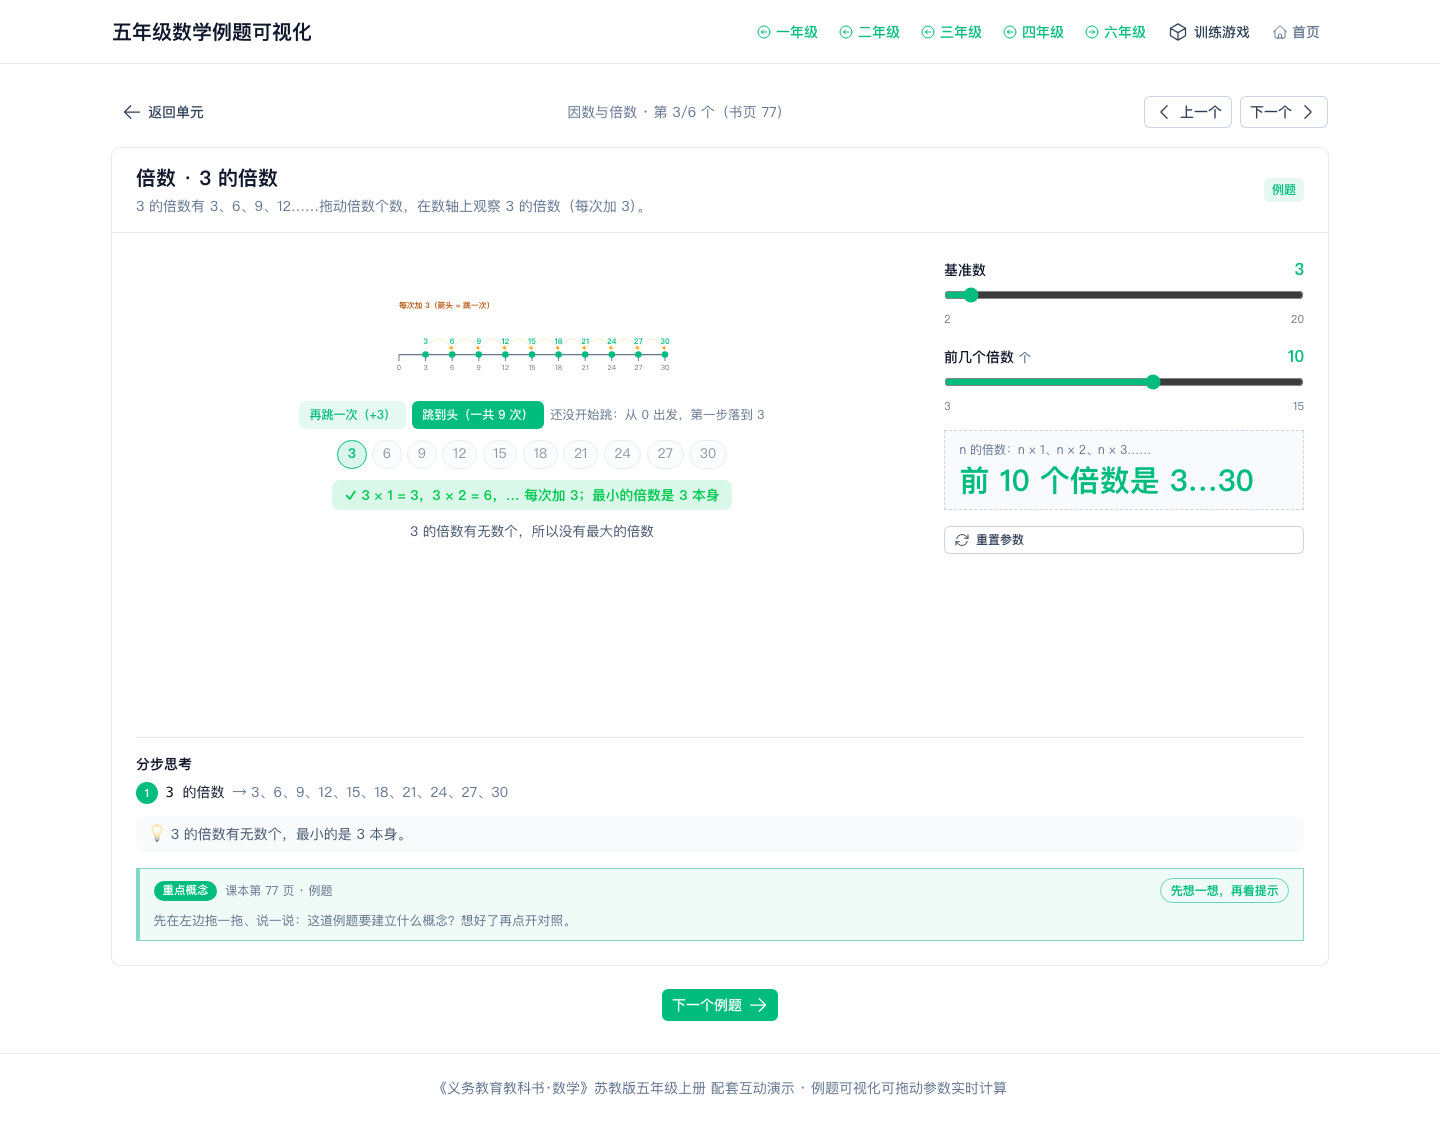 五年级数学例题可视化
一年级 二年级 三年级 四年级 六年级 训练游戏 首页
返回单元 因数与倍数 · 第 3/6 个（书页 77） 上一个 下一个
倍数 · 3 的倍数
3 的倍数有 3、6、9、12……拖动倍数个数，在数轴上观察 3 的倍数（每次加 3）。
例题
每次加 3（箭头 = 跳一次）
3 6 9 12 15 18 21 24 27 30
0 3 6 9 12 15 18 21 24 27 30
再跳一次（+3） 跳到头（一共 9 次） 还没开始跳：从 0 出发，第一步落到 3
3 6 9 12 15 18 21 24 27 30
✓ 3 × 1 = 3，3 × 2 = 6，… 每次加 3；最小的倍数是 3 本身
3 的倍数有无数个，所以没有最大的倍数
基准数 3
2 20
前几个倍数 个 10
3 15
n 的倍数：n × 1、n × 2、n × 3……
前 10 个倍数是 3…30
重置参数
分步思考
1 3 的倍数 → 3、6、9、12、15、18、21、24、27、30
💡 3 的倍数有无数个，最小的是 3 本身。
重点概念 课本第 77 页 · 例题 先想一想，再看提示
先在左边拖一拖、说一说：这道例题要建立什么概念？想好了再点开对照。
下一个例题 →
《义务教育教科书·数学》苏教版五年级上册 配套互动演示 · 例题可视化可拖动参数实时计算